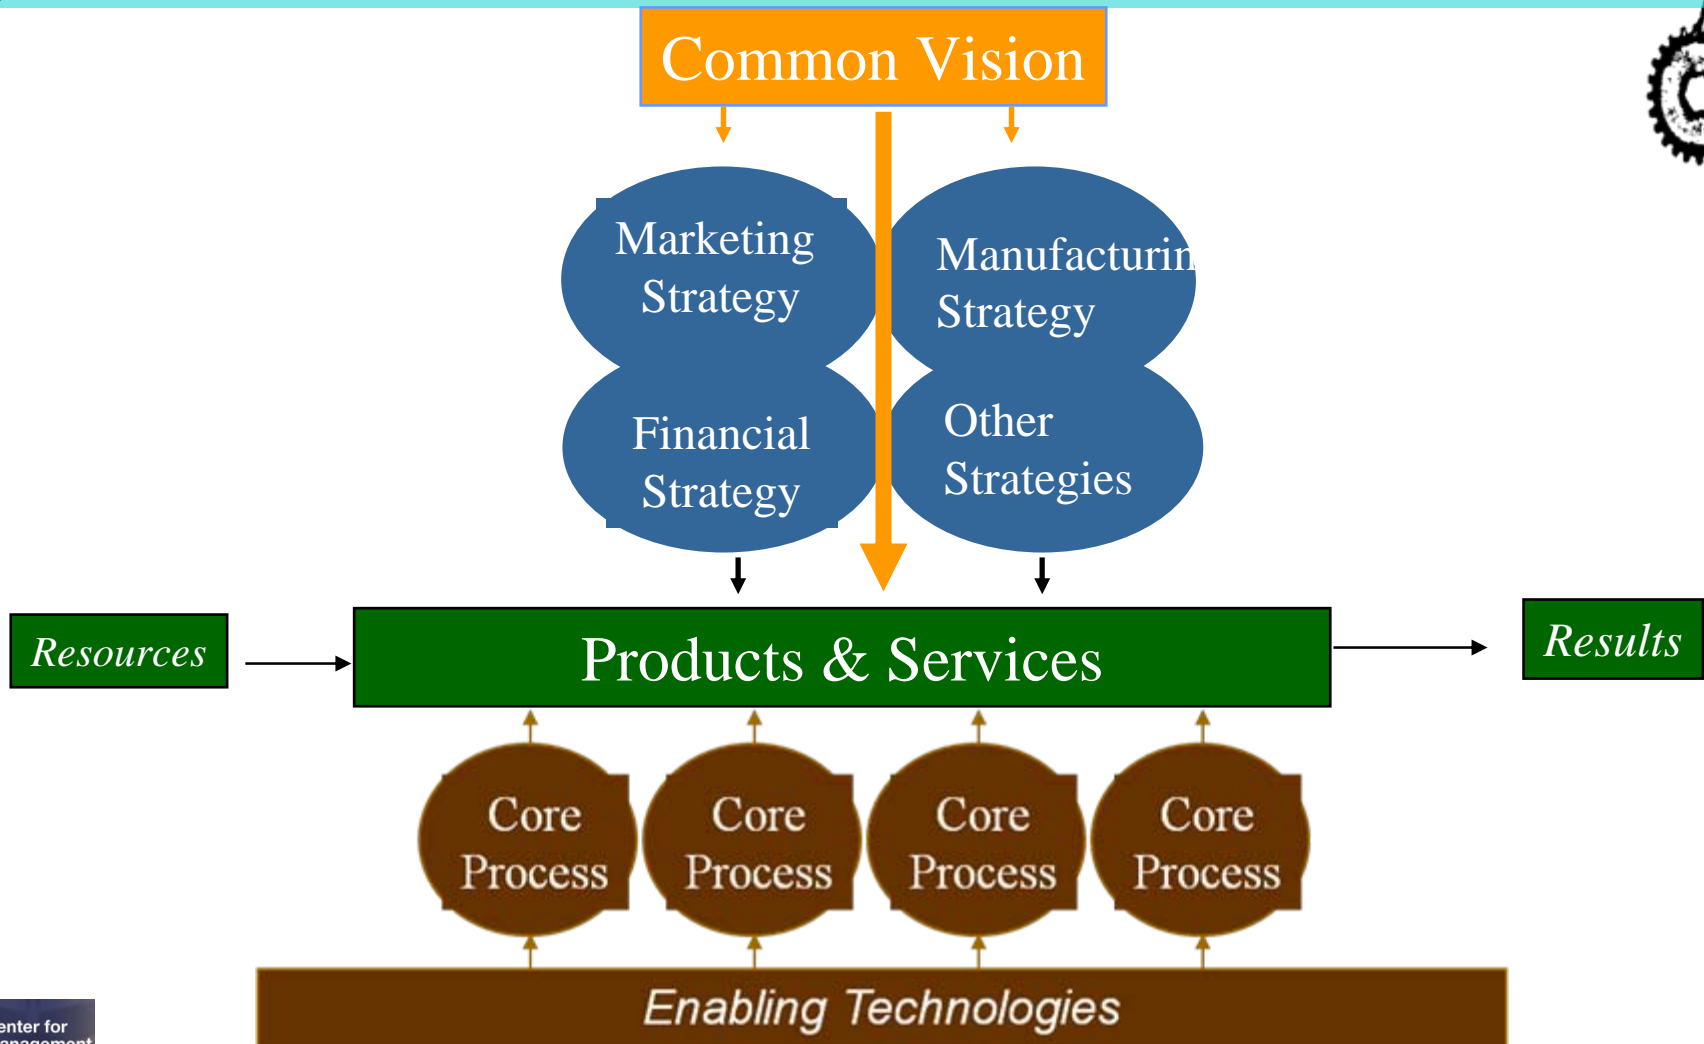 Common Vision
Marketing
Strategy
Manufacturin
Strategy
Financial
Strategy
Other
Strategies
Resources
Products & Services
Results
Core
Process
Core
Process
Core
Process
Core
Process
Enabling Technologies
enter for
anagement